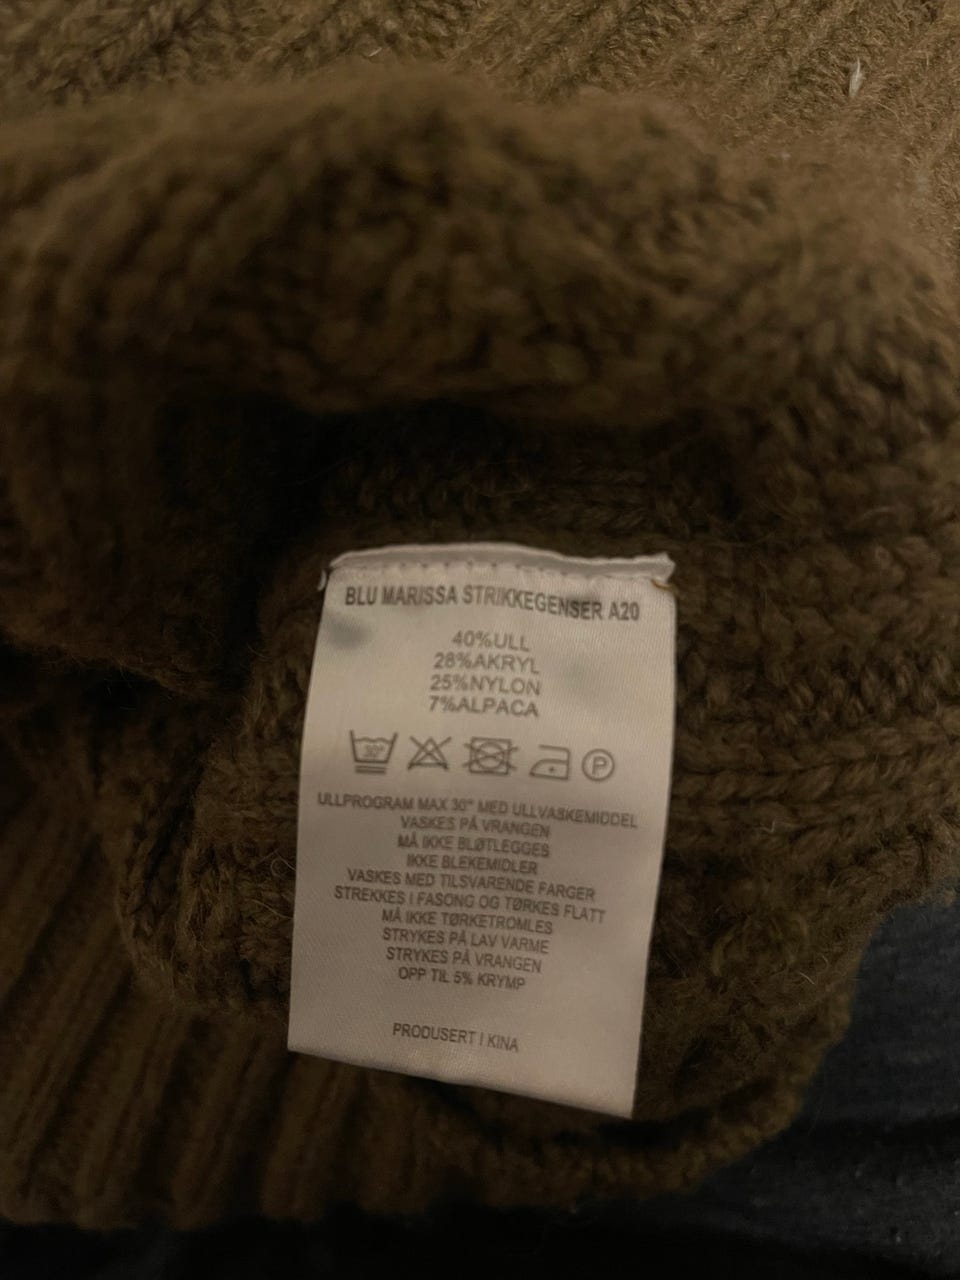 BLU MARISSA STRIKKEGENSER A20
40%ULL
28%AKRYL
25%NYLON
7%ALPACA
30° P
ULLPROGRAM MAX 30° MED ULLVASKEMIDDEL
VASKES PÅ VRANGEN
MÅ IKKE BLØTLEGGES
IKKE BLEKEMIDLER
VASKES MED TILSVARENDE FARGER
STREKKES I FASONG OG TØRKES FLATT
MÅ IKKE TØRKETROMLES
STRYKES PÅ LAV VARME
STRYKES PÅ VRANGEN
OPP TIL 5% KRYMP
PRODUSERT I KINA